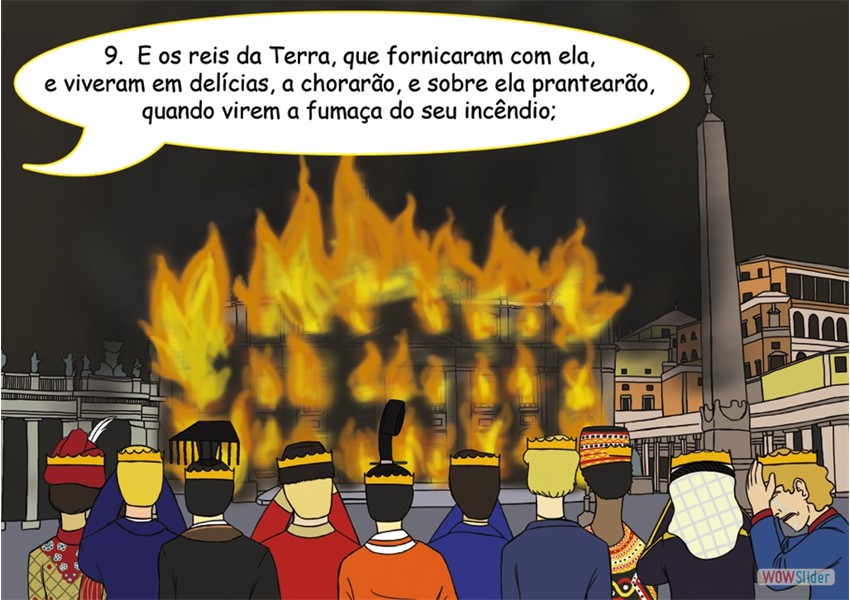 9. E os reis da Terra, que fornicaram com ela,
e viveram em delícias, a chorarão, e sobre ela prantearão,
quando virem a fumaça do seu incêndio;
WOWSlider